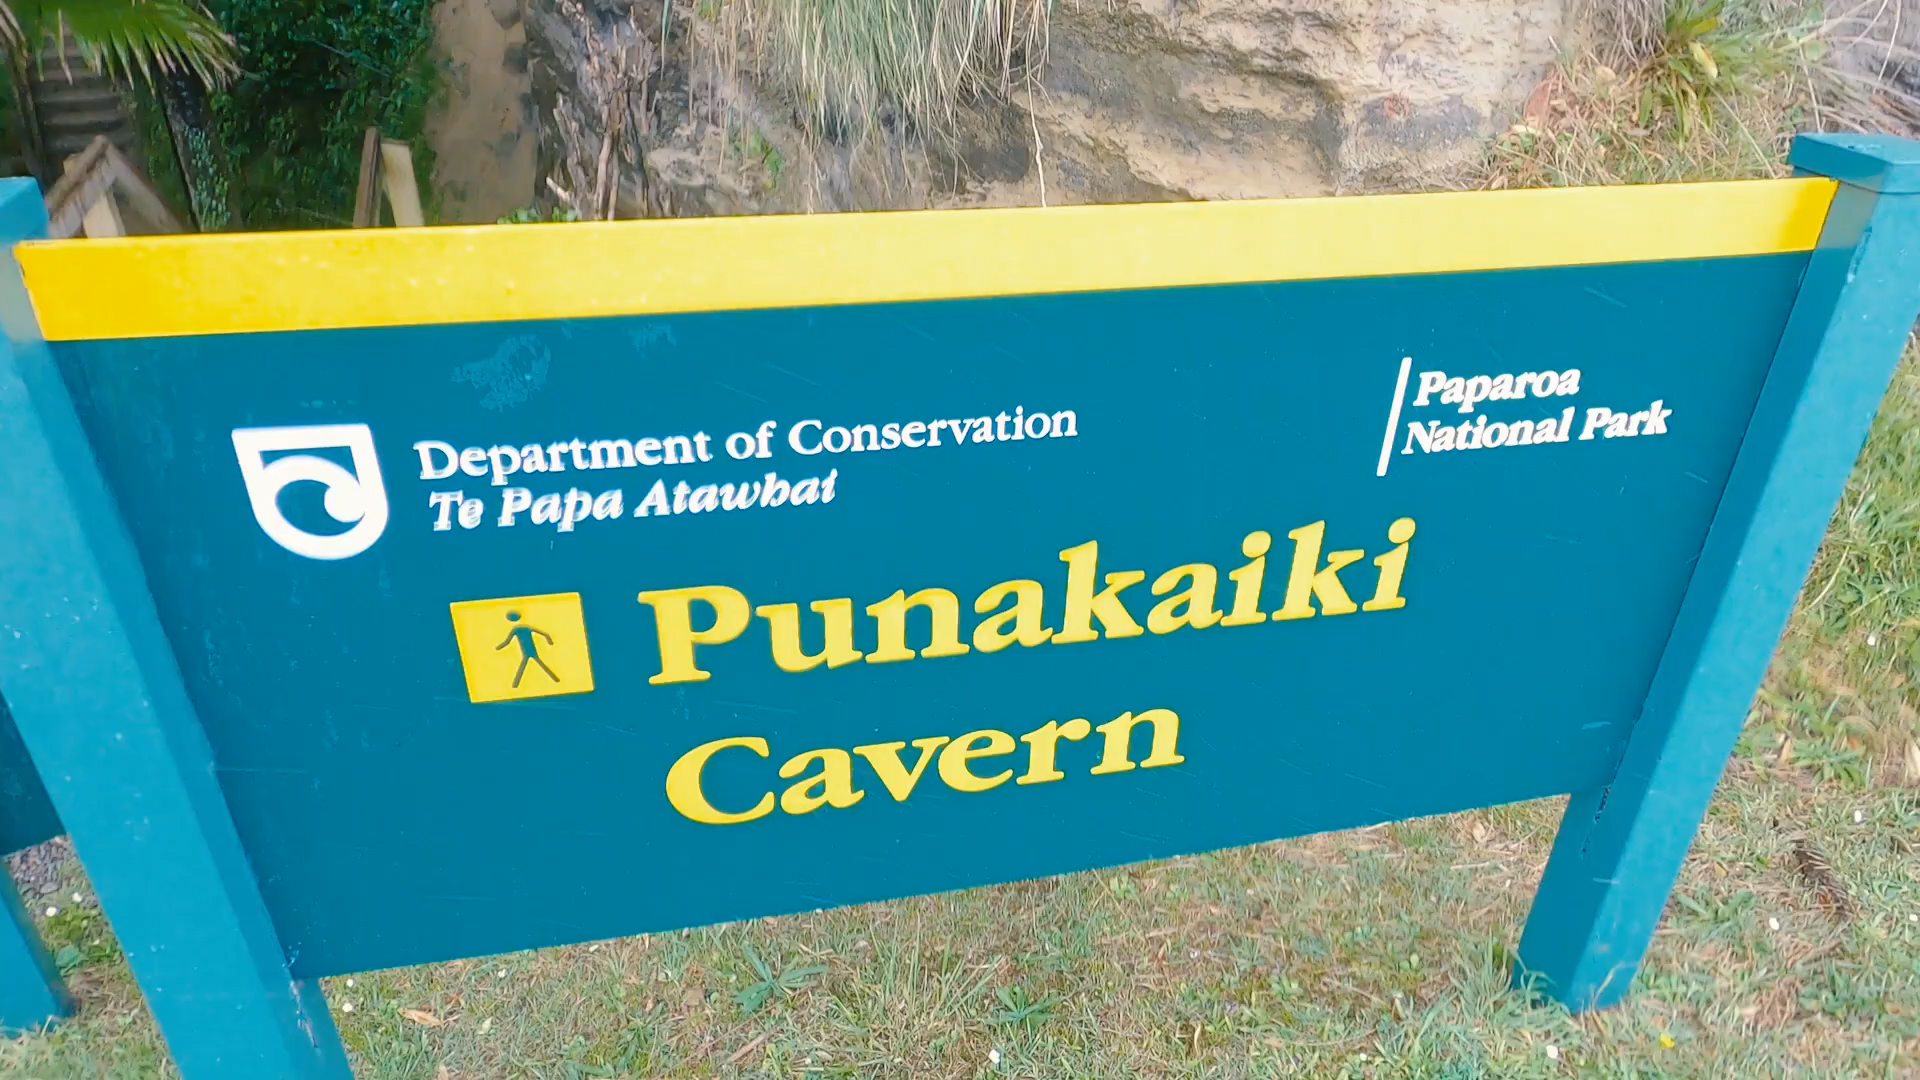 Department of Conservation
Te Papa Atawhai
Paparoa
National Park
Punakaiki
Cavern